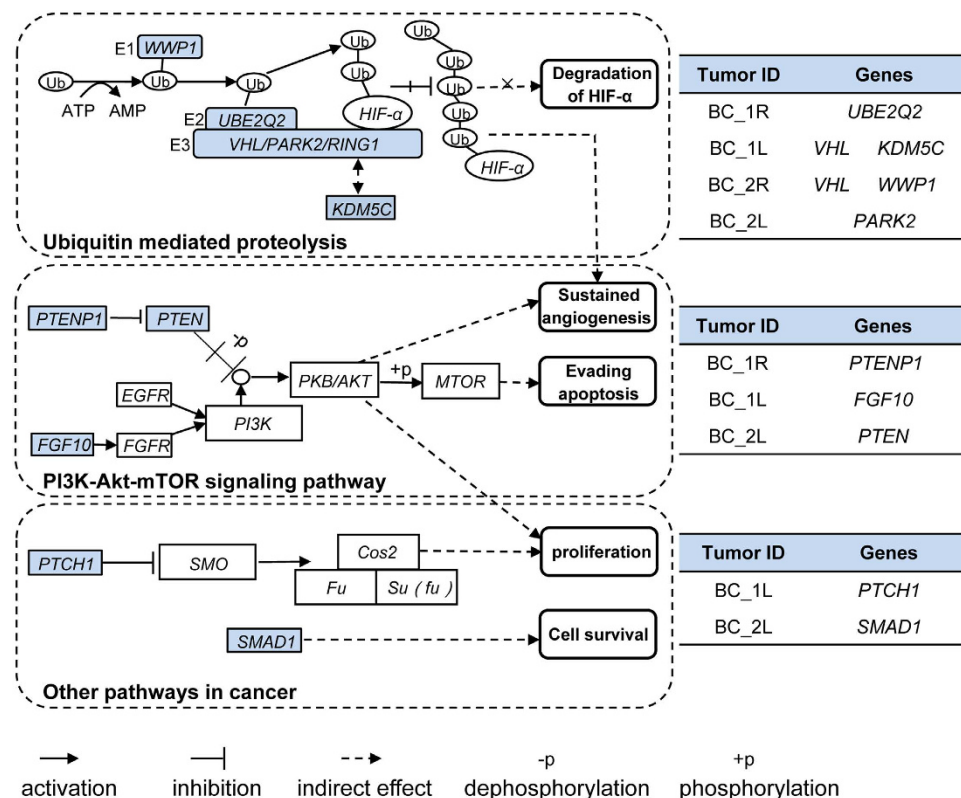 E1 WWP1
Ub Ub Ub Ub Ub
ATP AMP
E2 UBE2Q2
E3 VHL/PARK2/RING1
HIF-α
KDM5C
Ub
Ub
Ub
Ub
Ub
HIF-α
Degradation
of HIF-α
Ubiquitin mediated proteolysis
Tumor ID Genes
BC_1R UBE2Q2
BC_1L VHL KDM5C
BC_2R VHL WWP1
BC_2L PARK2
PTENP1 PTEN
-P
EGFR
FGF10 FGFR
PI3K
PKB/AKT +p MTOR
Sustained
angiogenesis
Evading
apoptosis
PI3K-Akt-mTOR signaling pathway
Tumor ID Genes
BC_1R PTENP1
BC_1L FGF10
BC_2L PTEN
PTCH1 SMO
Cos2
Fu Su ( fu )
proliferation
SMAD1
Cell survival
Other pathways in cancer
Tumor ID Genes
BC_1L PTCH1
BC_2L SMAD1
-p +p
activation inhibition indirect effect dephosphorylation phosphorylation